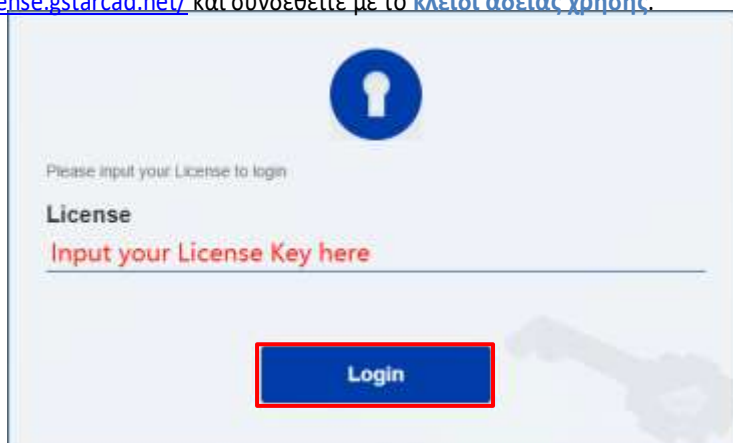 ense.gstarcad.net/ και συνδεθείτε με το κλειδί άδειας χρήσης.
Please input your License to login
License
Input your License Key here
Login